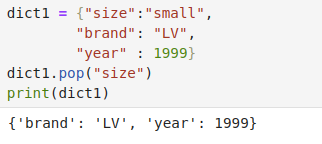 dict1 = {"size":"small",
"brand": "LV",
"year" : 1999}
dict1.pop("size")
print(dict1)
{'brand': 'LV', 'year': 1999}